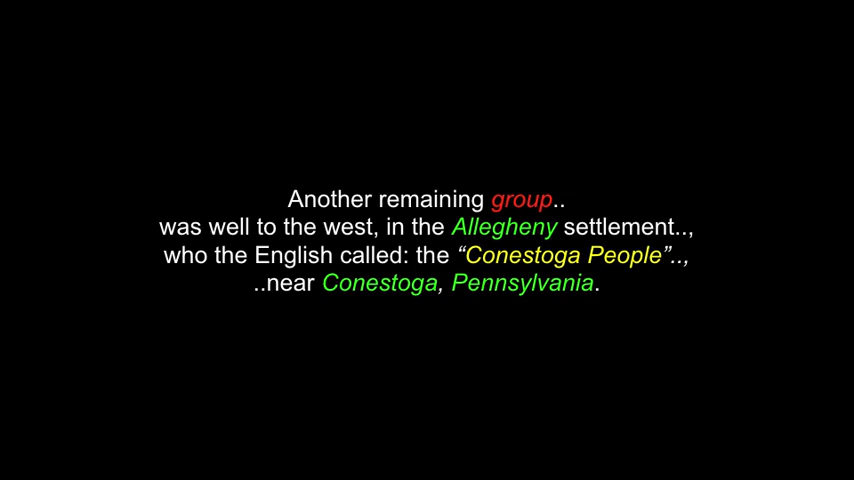 Another remaining group..
was well to the west, in the Allegheny settlement..,
who the English called: the “Conestoga People”..,
..near Conestoga, Pennsylvania.